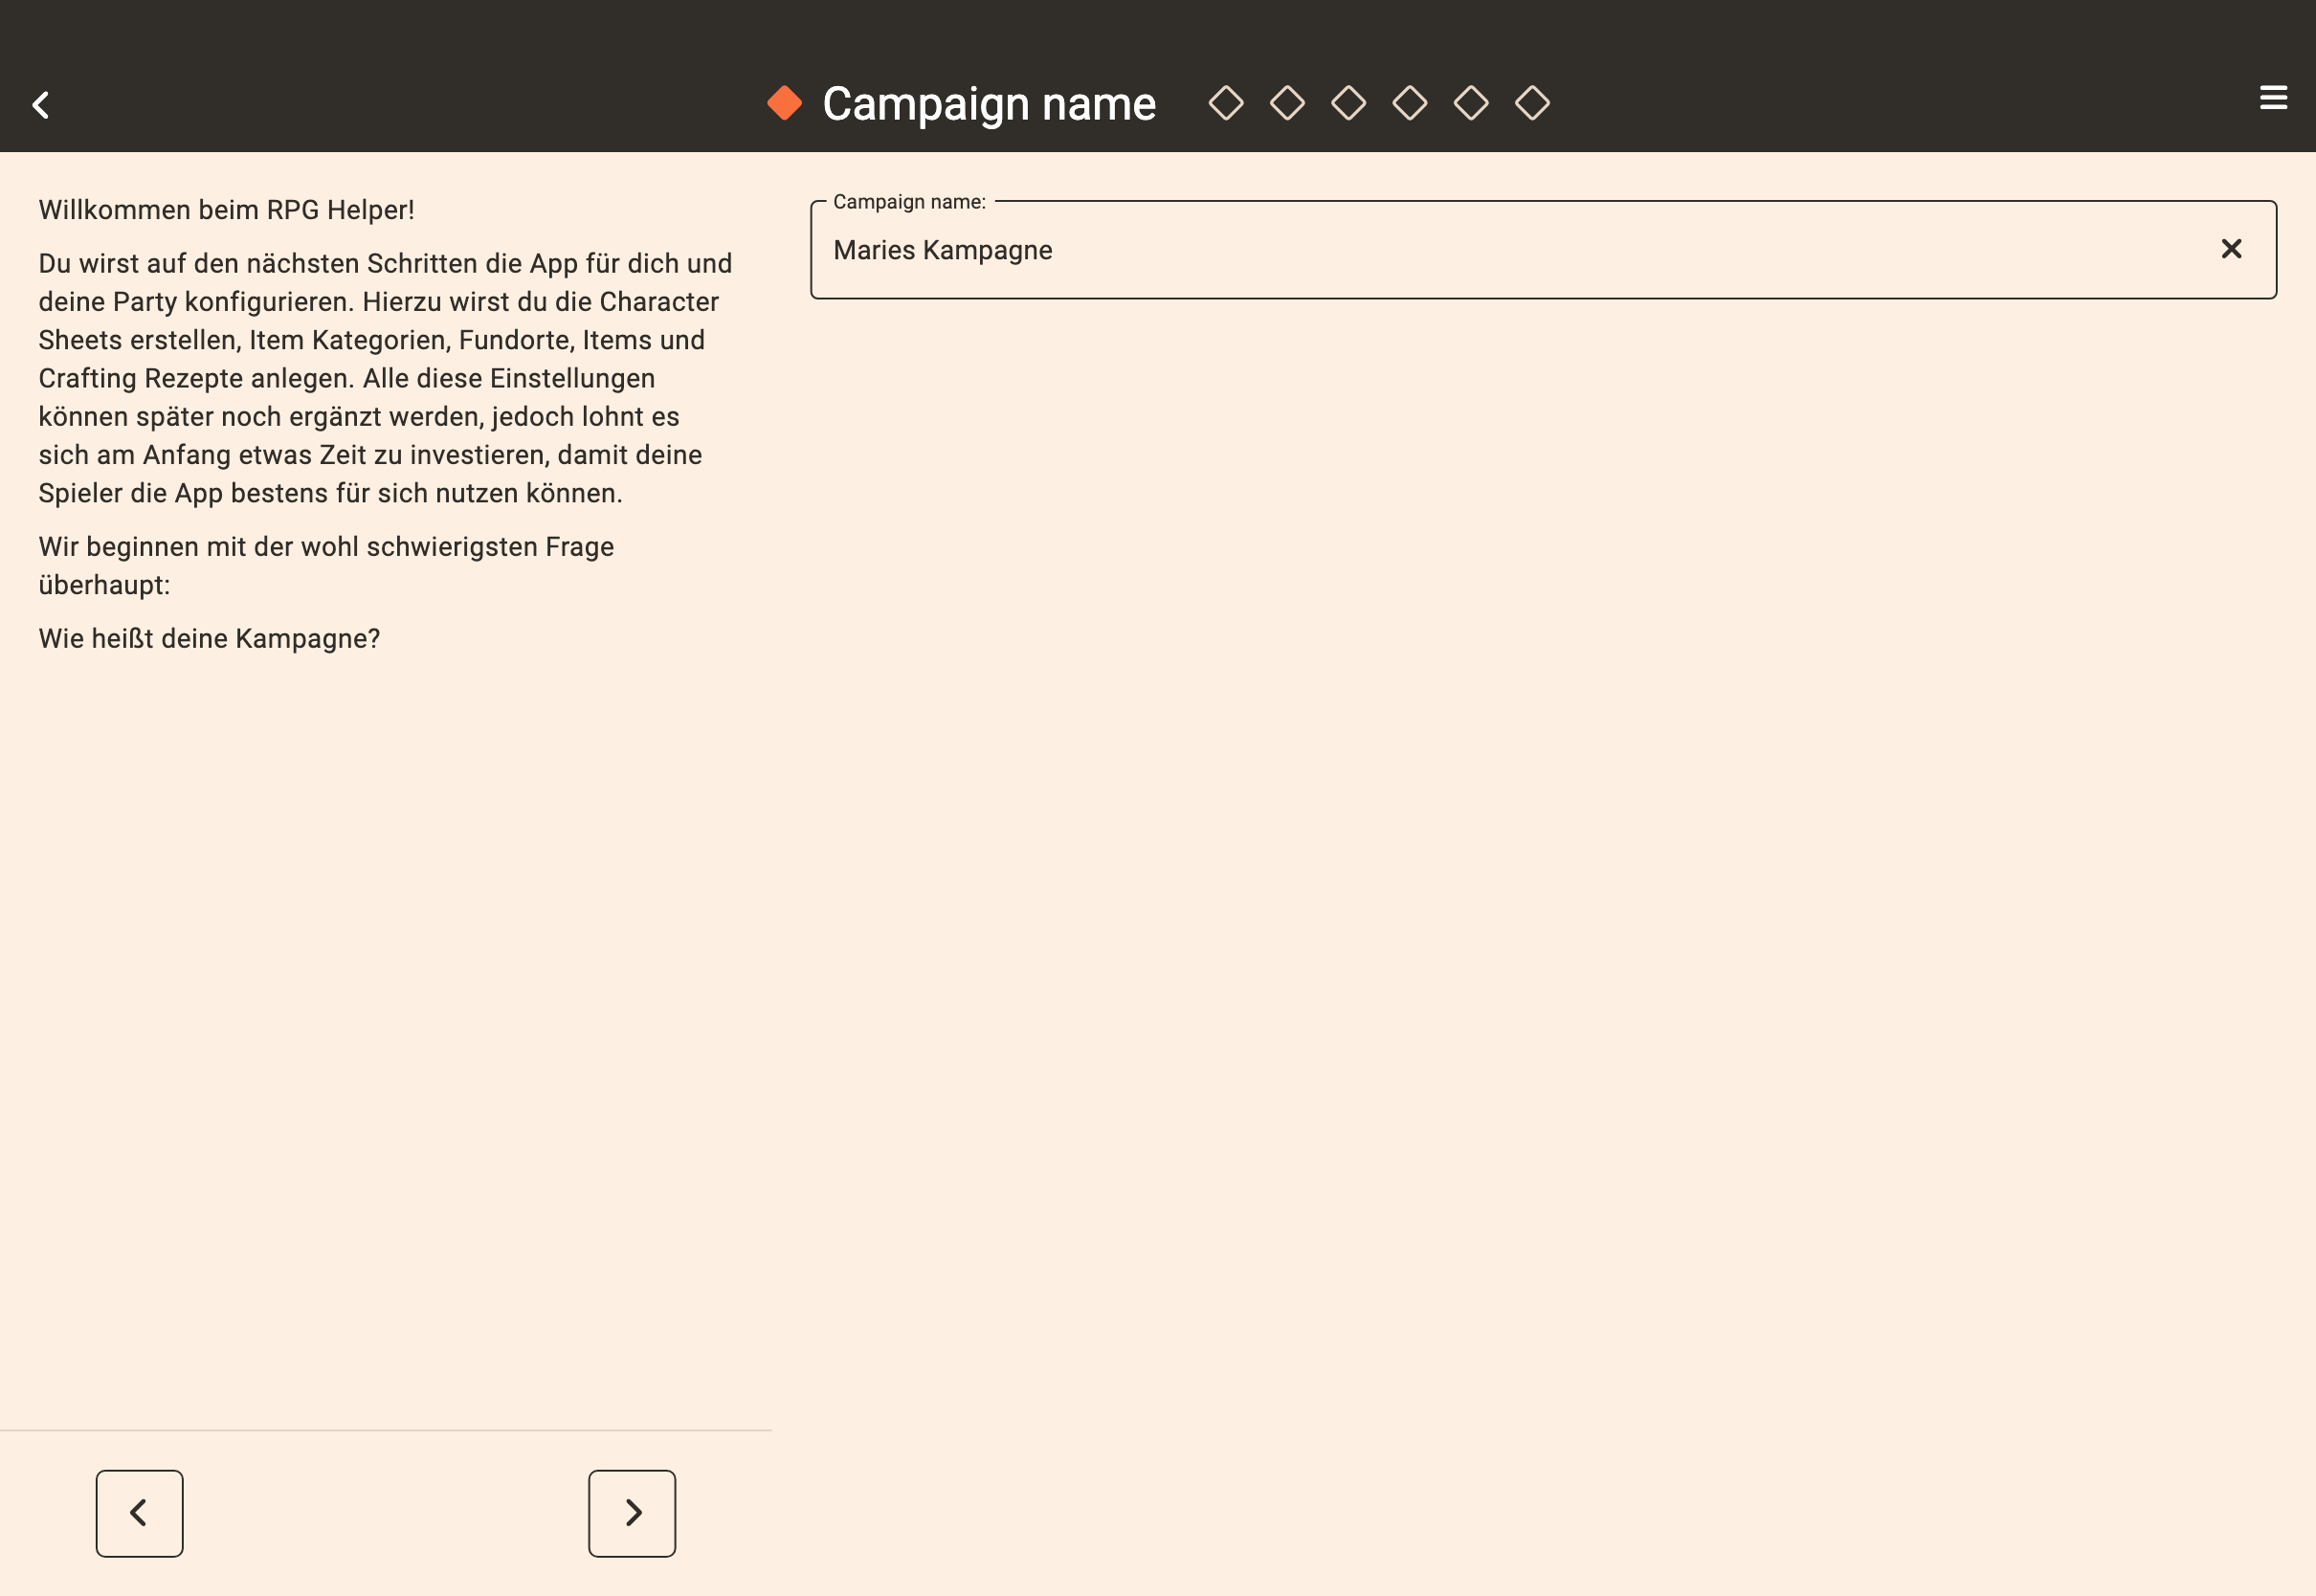 Campaign name
Willkommen beim RPG Helper!
Du wirst auf den nächsten Schritten die App für dich und
deine Party konfigurieren. Hierzu wirst du die Character
Sheets erstellen, Item Kategorien, Fundorte, Items und
Crafting Rezepte anlegen. Alle diese Einstellungen
können später noch ergänzt werden, jedoch lohnt es
sich am Anfang etwas Zeit zu investieren, damit deine
Spieler die App bestens für sich nutzen können.
Wir beginnen mit der wohl schwierigsten Frage
überhaupt:
Wie heißt deine Kampagne?
Campaign name:
Maries Kampagne